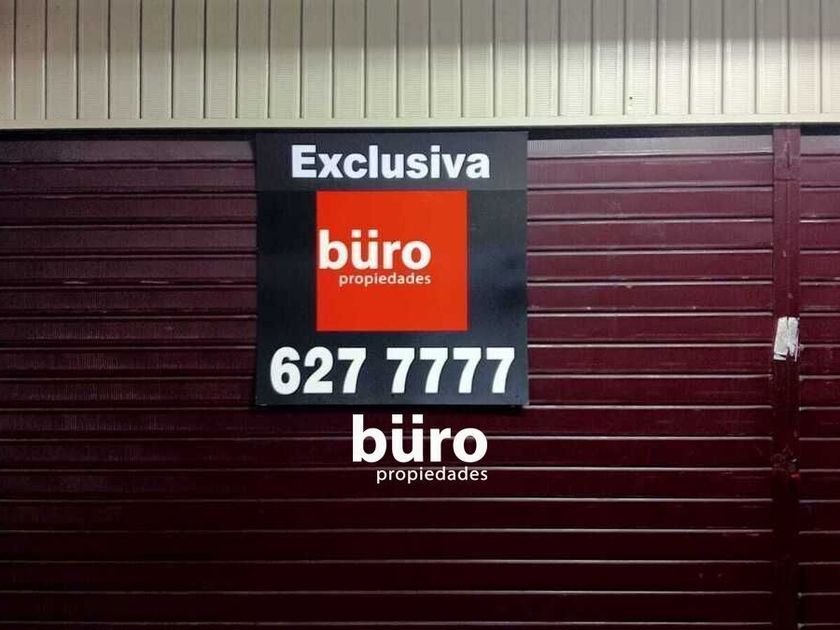 Exclusiva
büro
propiedades
627 7777
büro
propiedades